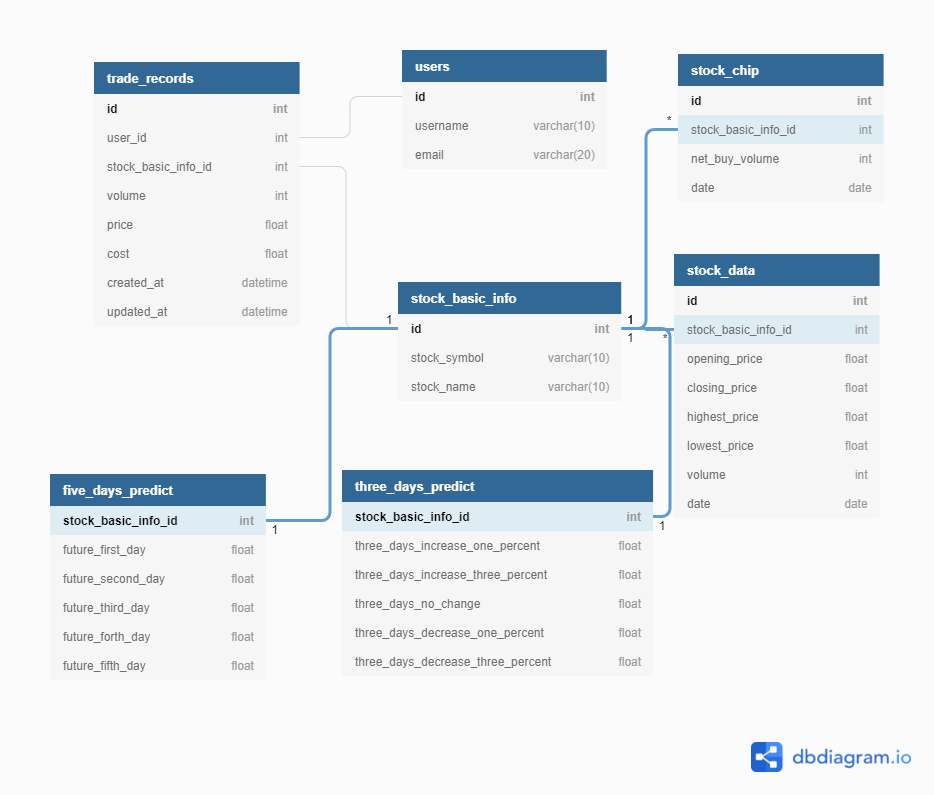 trade_records
id int
user_id int
stock_basic_info_id int
volume int
price float
cost float
created_at datetime
updated_at datetime
users
id int
username varchar(10)
email varchar(20)
stock_chip
id int
* stock_basic_info_id int
net_buy_volume int
date date
stock_basic_info
1 id int 1
1
stock_symbol varchar(10)
stock_name varchar(10)
stock_data
id int
stock_basic_info_id int
*
opening_price float
closing_price float
highest_price float
lowest_price float
volume int
date date
five_days_predict
stock_basic_info_id int
1
future_first_day float
future_second_day float
future_third_day float
future_forth_day float
future_fifth_day float
three_days_predict
stock_basic_info_id int
1
three_days_increase_one_percent float
three_days_increase_three_percent float
three_days_no_change float
three_days_decrease_one_percent float
three_days_decrease_three_percent float
dbdiagram.io